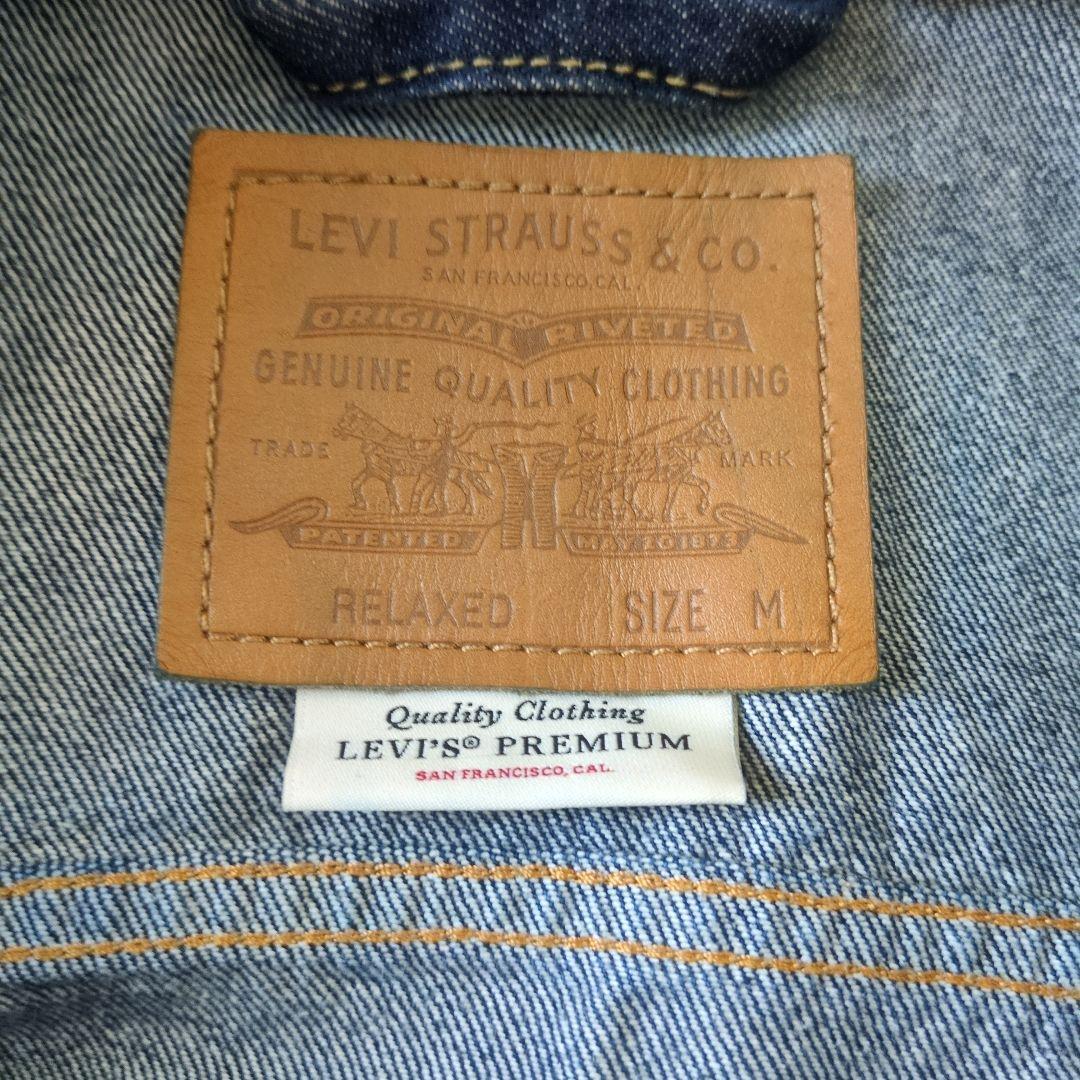 LEVI STRAUSS & CO.
SAN FRANCISCO, CAL.
ORIGINAL RIVETED
GENUINE QUALITY CLOTHING
TRADE MARK
PATENTED MAY 20 1873
RELAXED SIZE M
Quality Clothing
LEVI'S® PREMIUM
SAN FRANCISCO, CAL.